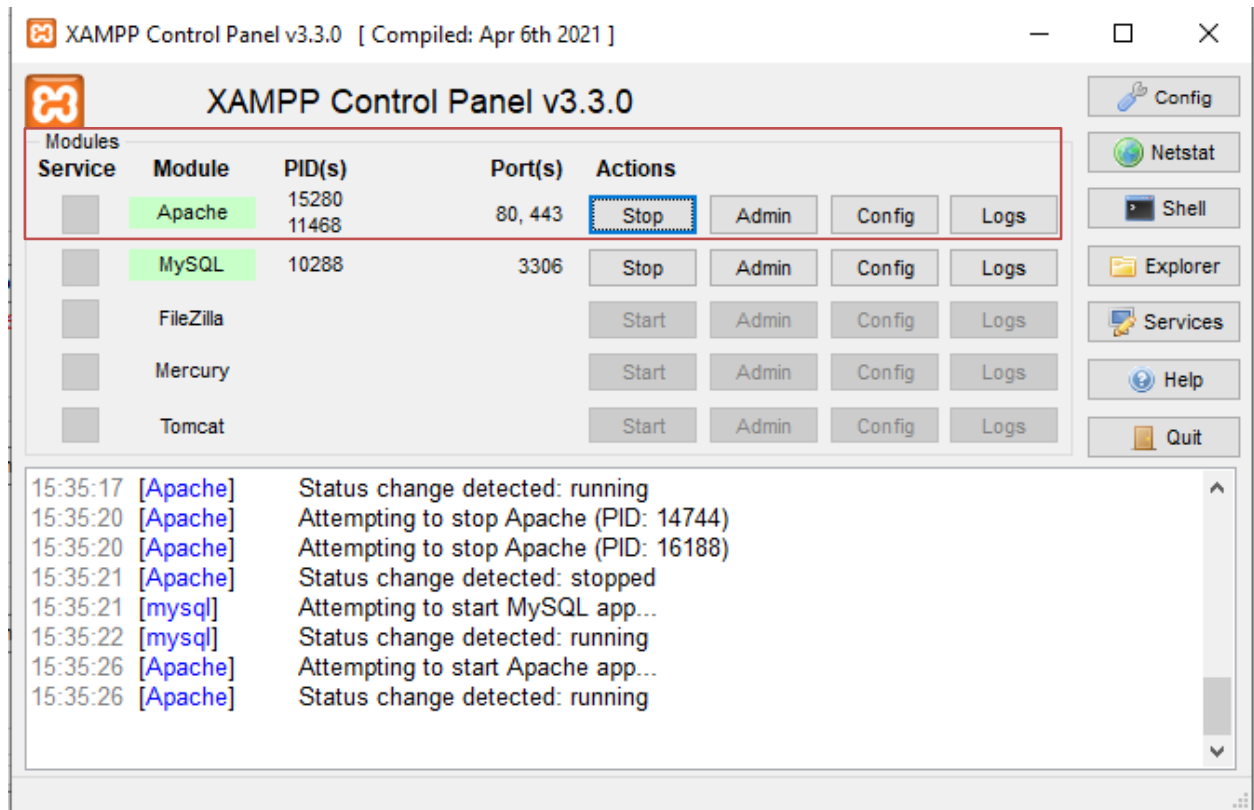 XAMPP Control Panel v3.3.0 [ Compiled: Apr 6th 2021 ]
XAMPP Control Panel v3.3.0
Config
Modules
Netstat
Service Module PID(s) Port(s) Actions
Apache 15280 11468 80, 443 Stop Admin Config Logs
Shell
MySQL 10288 3306 Stop Admin Config Logs
Explorer
FileZilla Start Admin Config Logs
Services
Mercury Start Admin Config Logs
Help
Tomcat Start Admin Config Logs
Quit
15:35:17 [Apache] Status change detected: running
15:35:20 [Apache] Attempting to stop Apache (PID: 14744)
15:35:20 [Apache] Attempting to stop Apache (PID: 16188)
15:35:21 [Apache] Status change detected: stopped
15:35:21 [mysql] Attempting to start MySQL app...
15:35:22 [mysql] Status change detected: running
15:35:26 [Apache] Attempting to start Apache app...
15:35:26 [Apache] Status change detected: running